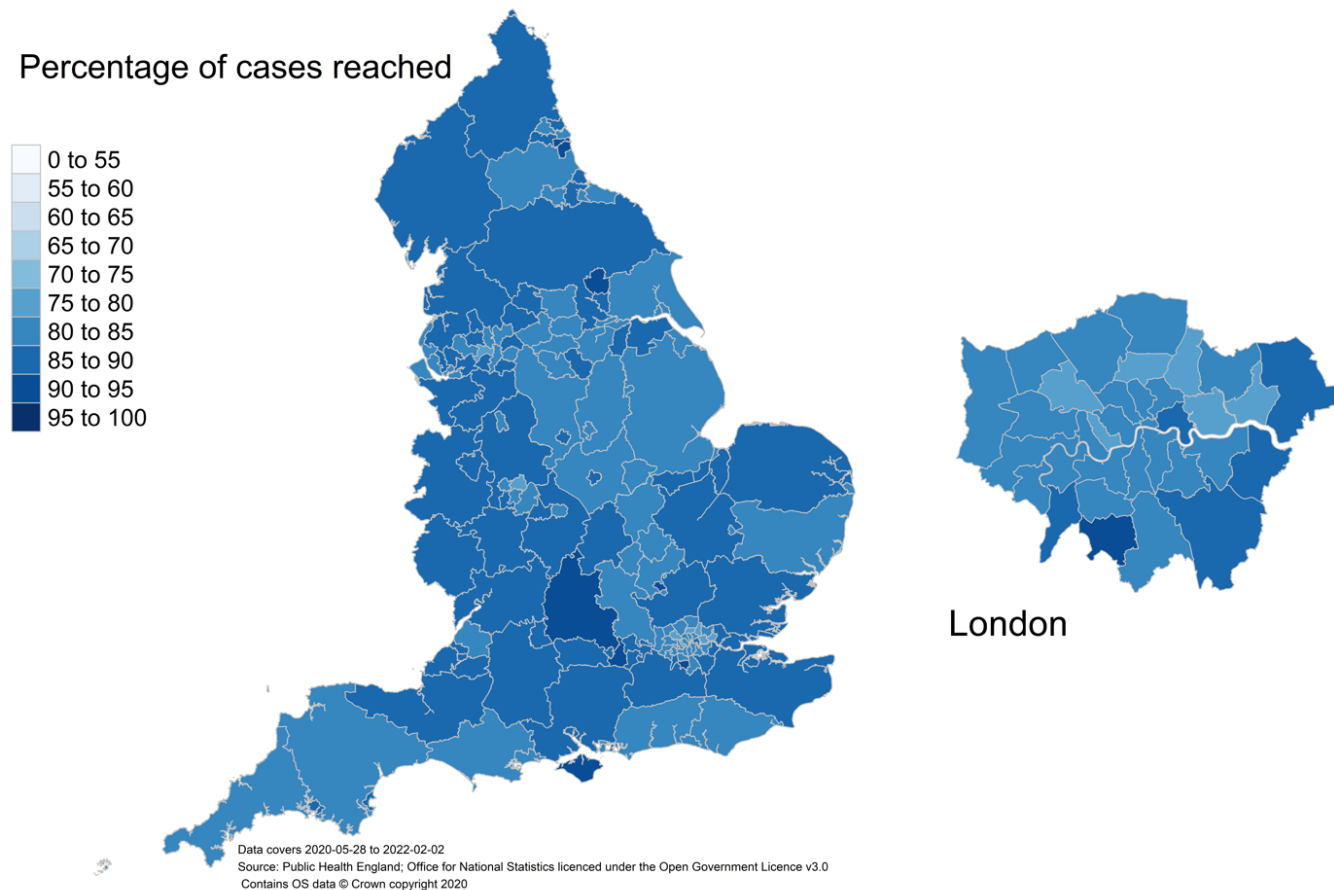 Percentage of cases reached
0 to 55
55 to 60
60 to 65
65 to 70
70 to 75
75 to 80
80 to 85
85 to 90
90 to 95
95 to 100
London
Data covers 2020-05-28 to 2022-02-02
Source: Public Health England; Office for National Statistics licenced under the Open Government Licence v3.0
Contains OS data © Crown copyright 2020